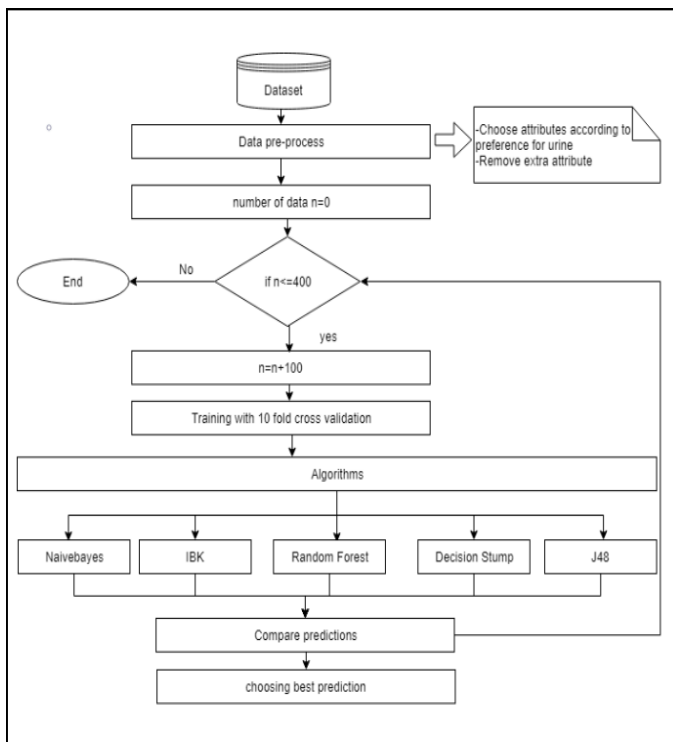 Dataset
Data pre-process
-Choose attributes according to
preference for urine
-Remove extra attribute
number of data n=0
if n<=400
No
End
yes
n=n+100
Training with 10 fold cross validation
Algorithms
Naivebayes
IBK
Random Forest
Decision Stump
J48
Compare predictions
choosing best prediction